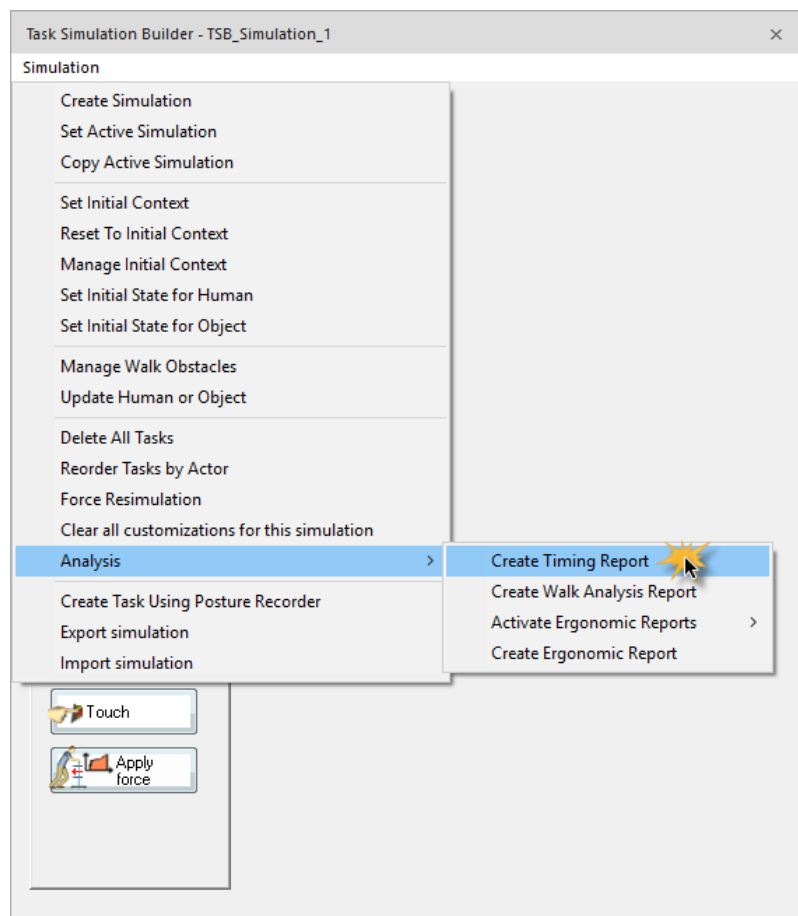 Task Simulation Builder - TSB_Simulation_1
Simulation
Create Simulation
Set Active Simulation
Copy Active Simulation
Set Initial Context
Reset To Initial Context
Manage Initial Context
Set Initial State for Human
Set Initial State for Object
Manage Walk Obstacles
Update Human or Object
Delete All Tasks
Reorder Tasks by Actor
Force Resimulation
Clear all customizations for this simulation
Analysis
Create Timing Report
Create Walk Analysis Report
Activate Ergonomic Reports
Create Ergonomic Report
Create Task Using Posture Recorder
Export simulation
Import simulation
Touch
Apply
force